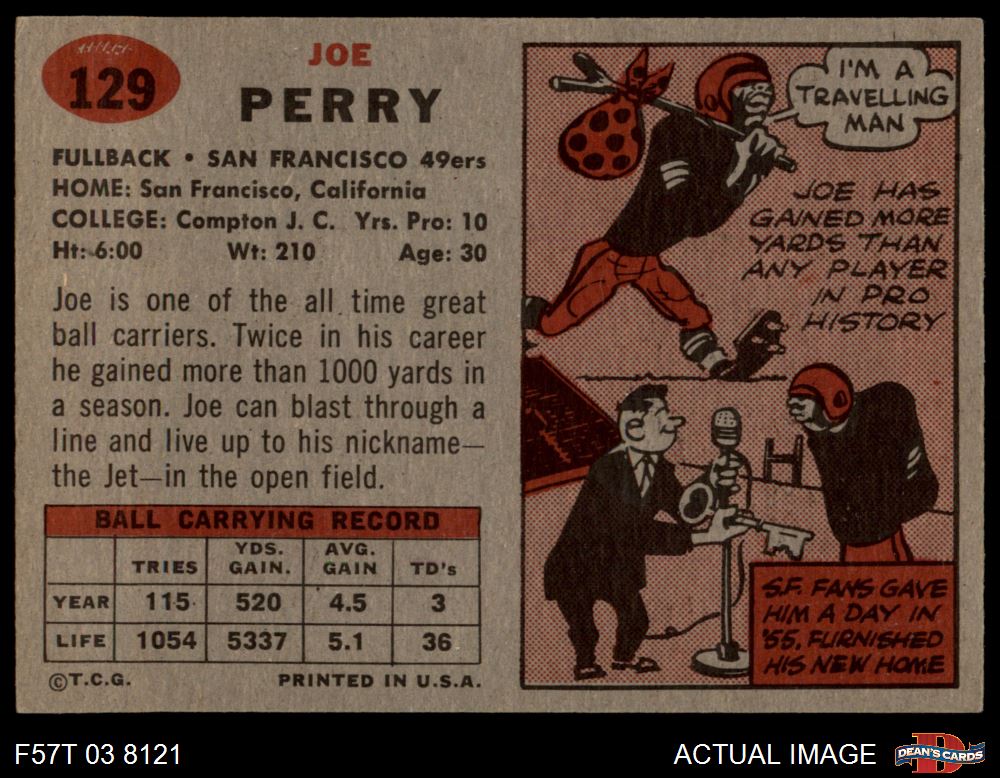 129
JOE
PERRY
FULLBACK • SAN FRANCISCO 49ers
HOME: San Francisco, California
COLLEGE: Compton J. C. Yrs. Pro: 10
Ht: 6:00 Wt: 210 Age: 30
Joe is one of the all time great
ball carriers. Twice in his career
he gained more than 1000 yards in
a season. Joe can blast through a
line and live up to his nickname—
the Jet—in the open field.
BALL CARRYING RECORD
TRIES YDS. GAIN. AVG. GAIN TD's
YEAR 115 520 4.5 3
LIFE 1054 5337 5.1 36
©T.C.G. PRINTED IN U.S.A.
I'M A
TRAVELLING
MAN
JOE HAS
GAINED MORE
YARDS THAN
ANY PLAYER
IN PRO
HISTORY
S.F. FANS GAVE
HIM A DAY IN
'55. FURNISHED
HIS NEW HOME
F57T 03 8121
ACTUAL IMAGE
DEAN'S CARDS